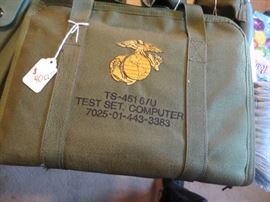 TS-4516/U
TEST SET, COMPUTER
7025-01-443-3383